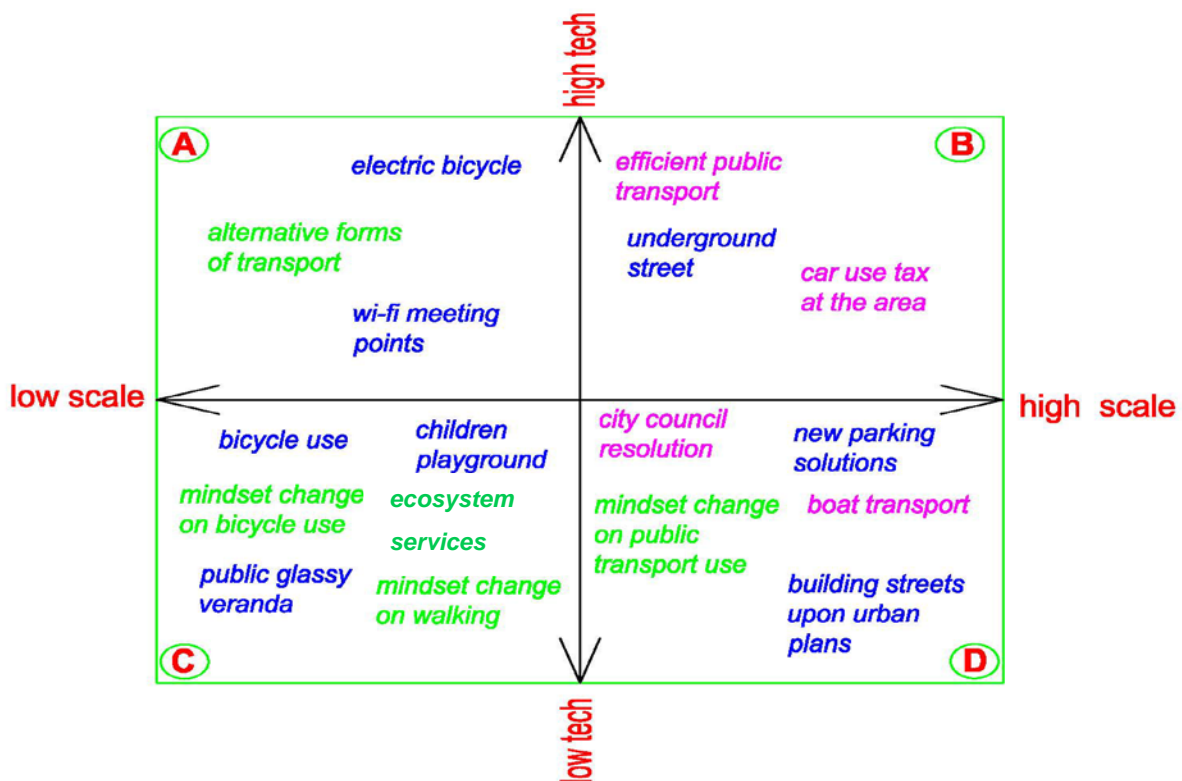 high tech
A
B
electric bicycle
efficient public
transport
alternative forms
of transport
underground
street
car use tax
at the area
wi-fi meeting
points
low scale
high scale
bicycle use
children
playground
city council
resolution
new parking
solutions
mindset change
on bicycle use
ecosystem
services
mindset change
on public
transport use
boat transport
public glassy
veranda
mindset change
on walking
building streets
upon urban
plans
C
D
low tech